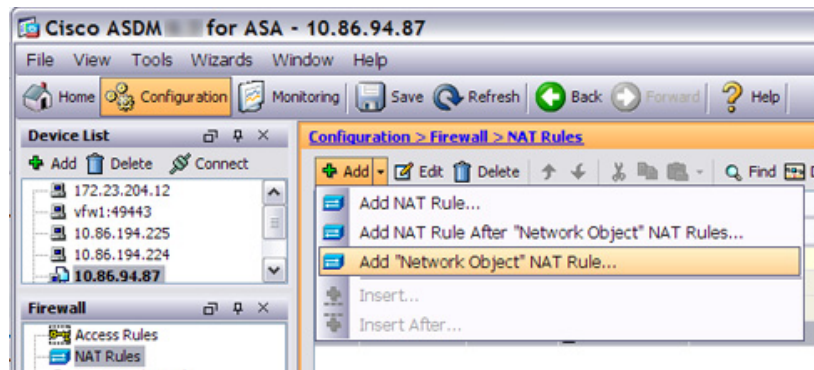 Cisco ASDM for ASA - 10.86.94.87
File View Tools Wizards Window Help
Home Configuration Monitoring Save Refresh Back Forward Help
Device List
Add Delete Connect
172.23.204.12
vfw1:49443
10.86.194.225
10.86.194.224
10.86.94.87
Firewall
Access Rules
NAT Rules
Configuration > Firewall > NAT Rules
Add Edit Delete Find
Add NAT Rule...
Add NAT Rule After "Network Object" NAT Rules...
Add "Network Object" NAT Rule...
Insert...
Insert After...